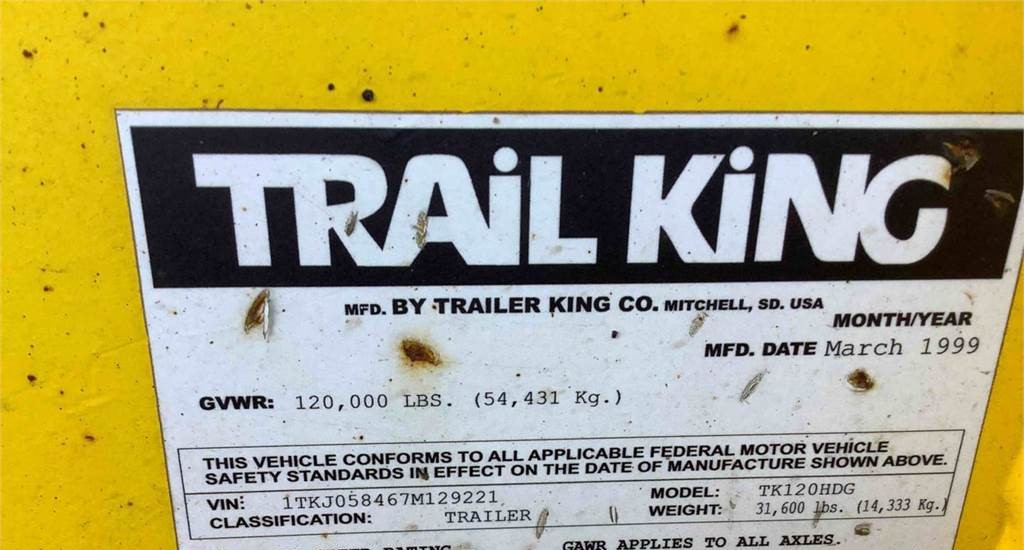 TRAIL KING
MFD. BY TRAILER KING CO. MITCHELL, SD. USA
MONTH/YEAR
MFD. DATE March 1999
GVWR: 120,000 LBS. (54,431 Kg.)
THIS VEHICLE CONFORMS TO ALL APPLICABLE FEDERAL MOTOR VEHICLE
SAFETY STANDARDS IN EFFECT ON THE DATE OF MANUFACTURE SHOWN ABOVE.
VIN: 1TKJ058467M129221 MODEL: TK120HDG
CLASSIFICATION: TRAILER WEIGHT: 31,600 lbs. (14,333 Kg.)
RATING GAWR APPLIES TO ALL AXLES.